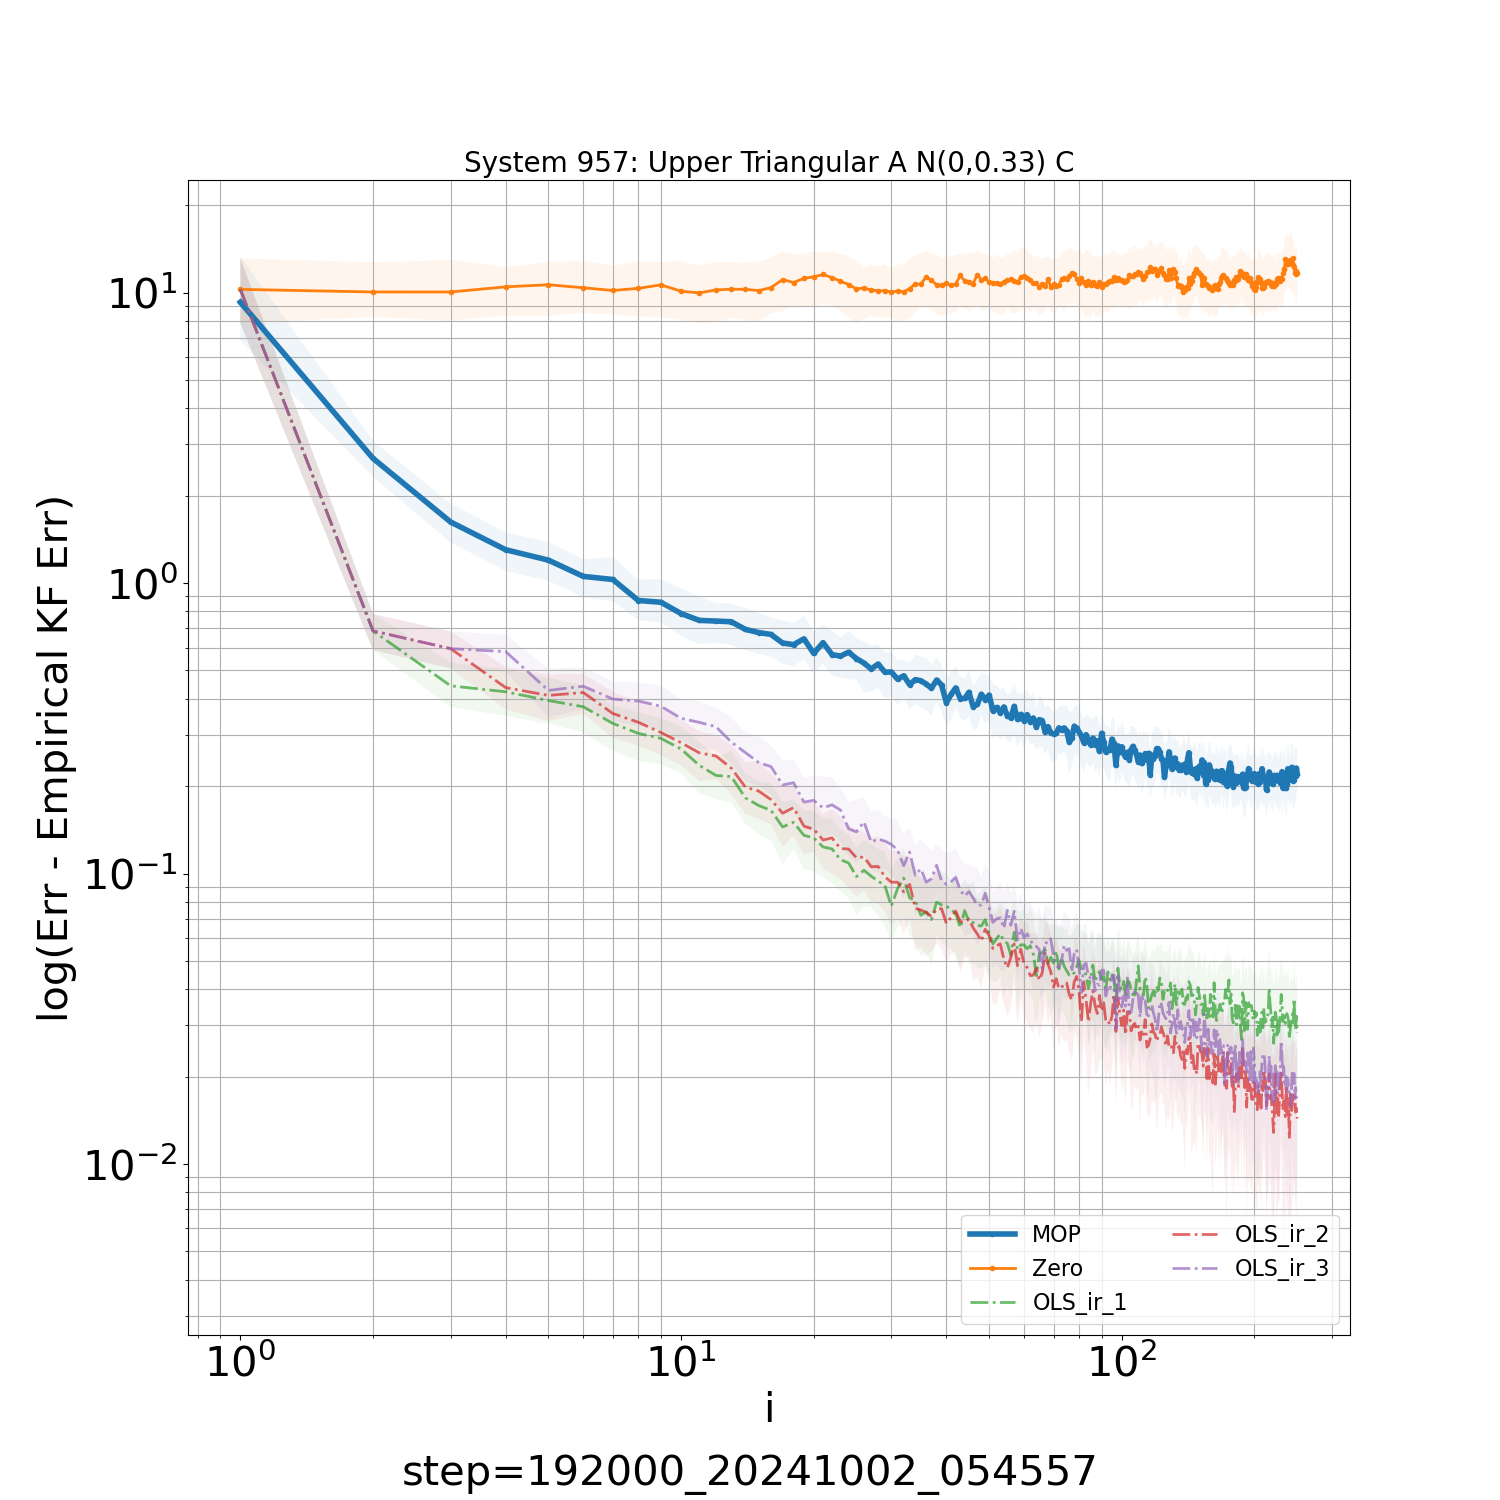 System 957: Upper Triangular A N(0,0.33) C
log(Err - Empirical KF Err)
10¹
10⁰
10⁻¹
10⁻²
MOP
Zero
OLS_ir_1
OLS_ir_2
OLS_ir_3
10⁰ 10¹ 10²
i
step=192000_20241002_054557